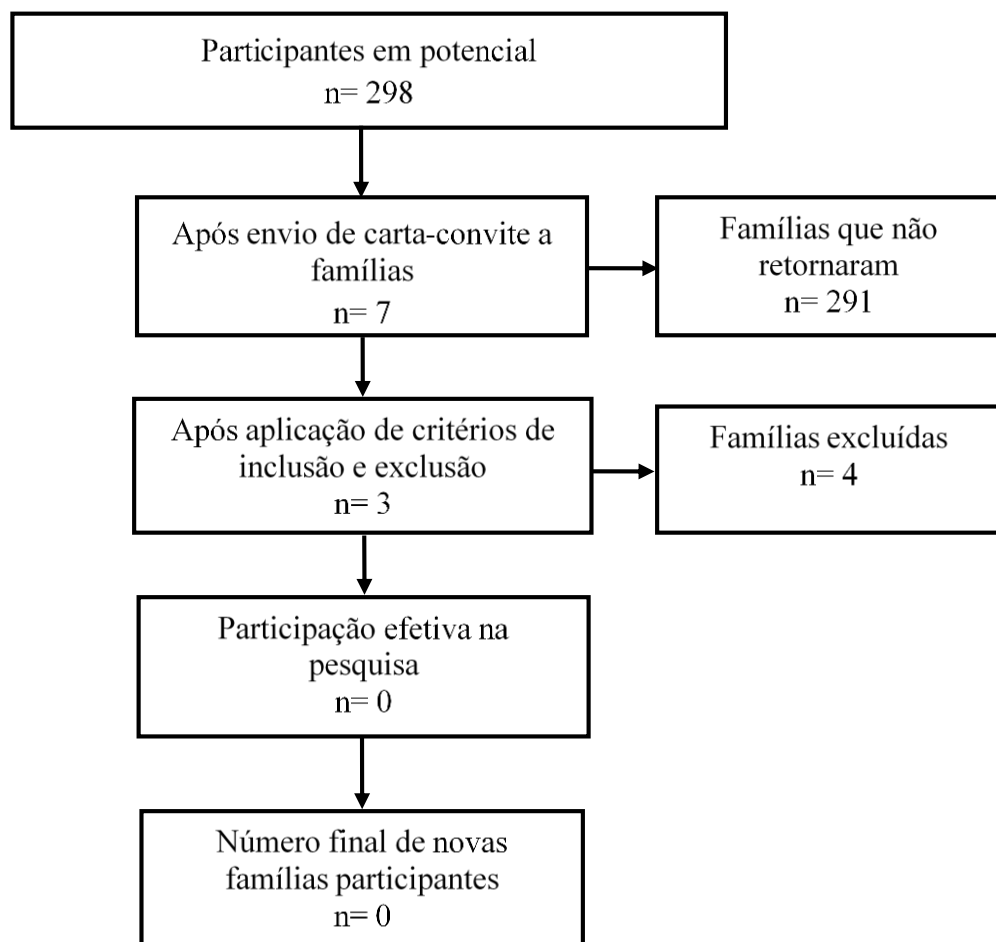 Participantes em potencial
n= 298
Após envio de carta-convite a
famílias
n= 7
Famílias que não
retornaram
n= 291
Após aplicação de critérios de
inclusão e exclusão
n= 3
Famílias excluídas
n= 4
Participação efetiva na
pesquisa
n= 0
Número final de novas
famílias participantes
n= 0